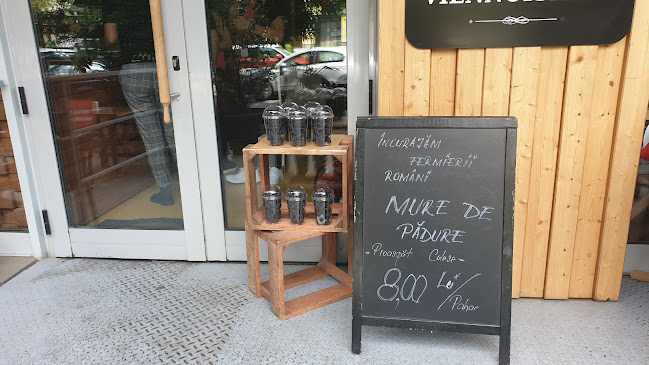 ÎNCURAJĂM
FERMIERII
ROMÂNI
MURE DE
PĂDURE
- Proaspăt Culese -
8,00 Lei/
Pahar